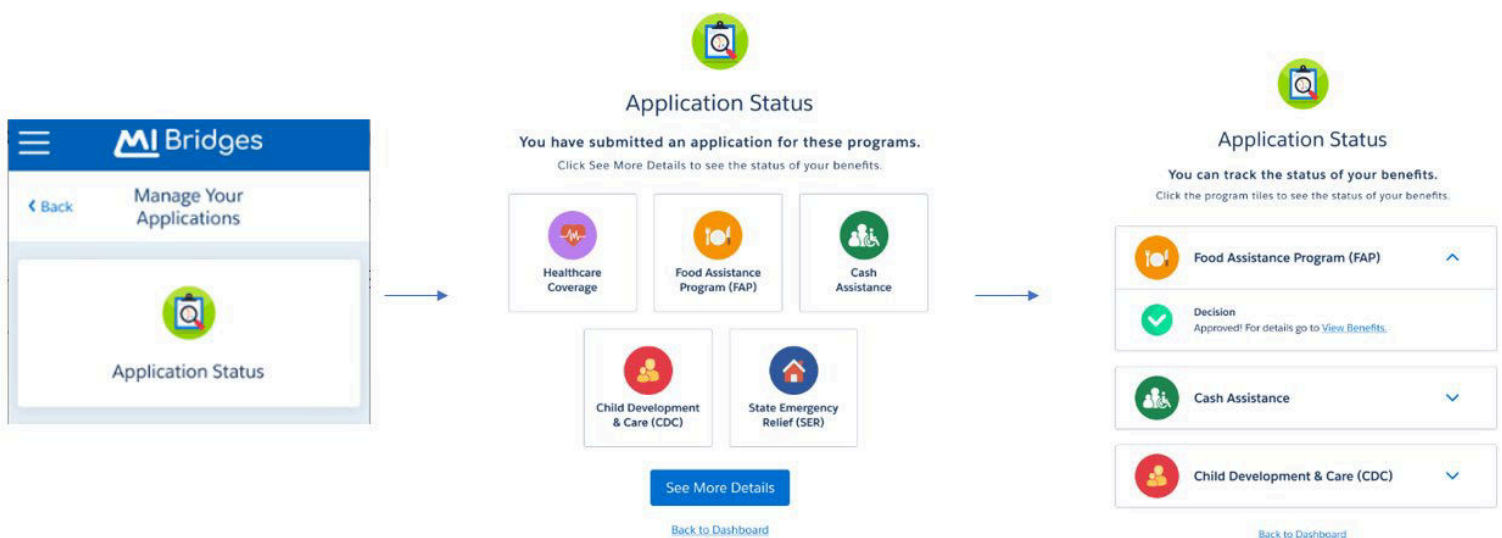 MI Bridges
Back
Manage Your
Applications
Application Status
Application Status
You have submitted an application for these programs.
Click See More Details to see the status of your benefits.
Healthcare
Coverage
Food Assistance
Program (FAP)
Cash
Assistance
Child Development
& Care (CDC)
State Emergency
Relief (SER)
See More Details
Back to Dashboard
Application Status
You can track the status of your benefits.
Click the program tiles to see the status of your benefits.
Food Assistance Program (FAP)
Decision
Approved! For details go to View Benefits.
Cash Assistance
Child Development & Care (CDC)
Back to Dashboard